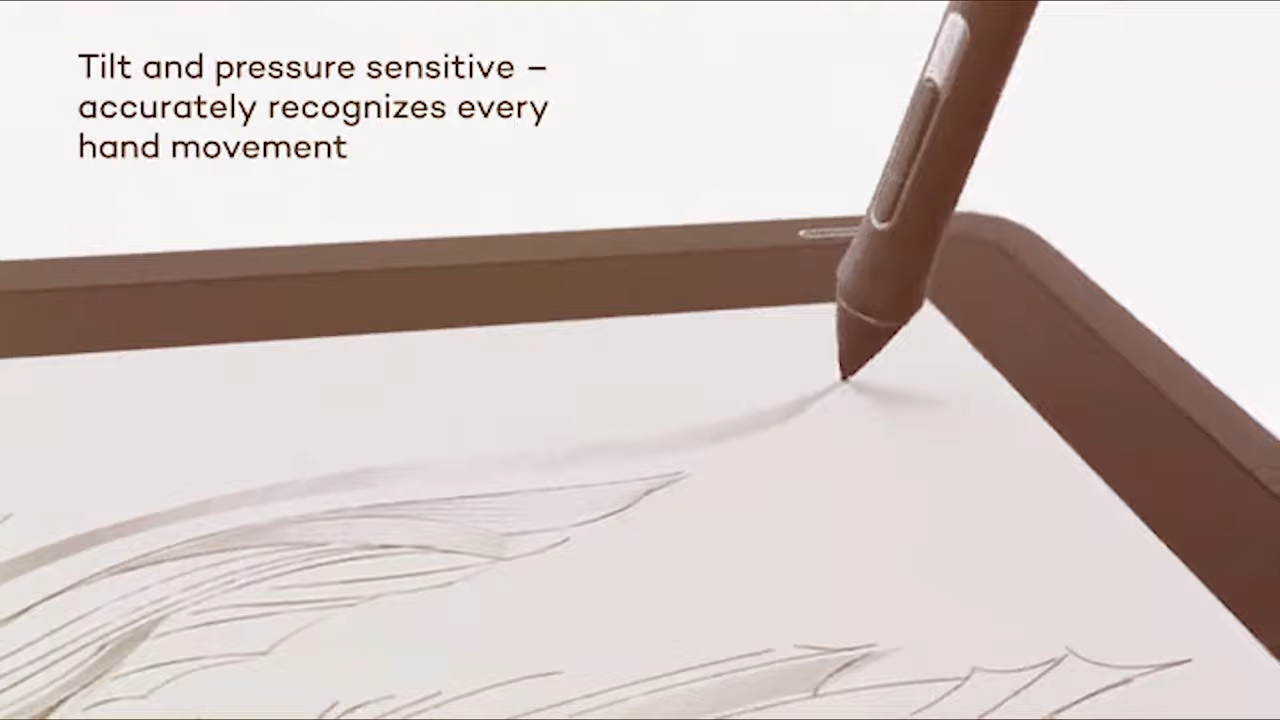 Tilt and pressure sensitive –
accurately recognizes every
hand movement